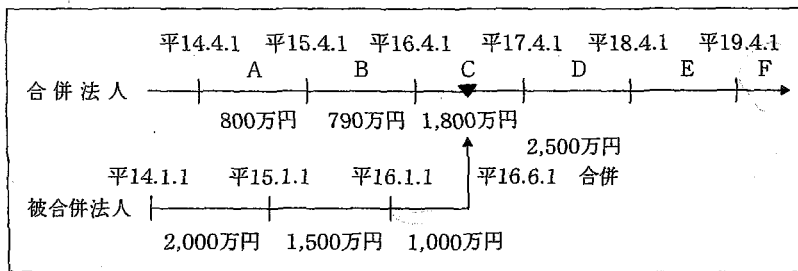 平14.4.1 平15.4.1 平16.4.1 平17.4.1 平18.4.1 平19.4.1
A B C D E F
合併法人
800万円 790万円 1,800万円
2,500万円
平14.1.1 平15.1.1 平16.1.1 平16.6.1 合併
被合併法人
2,000万円 1,500万円 1,000万円